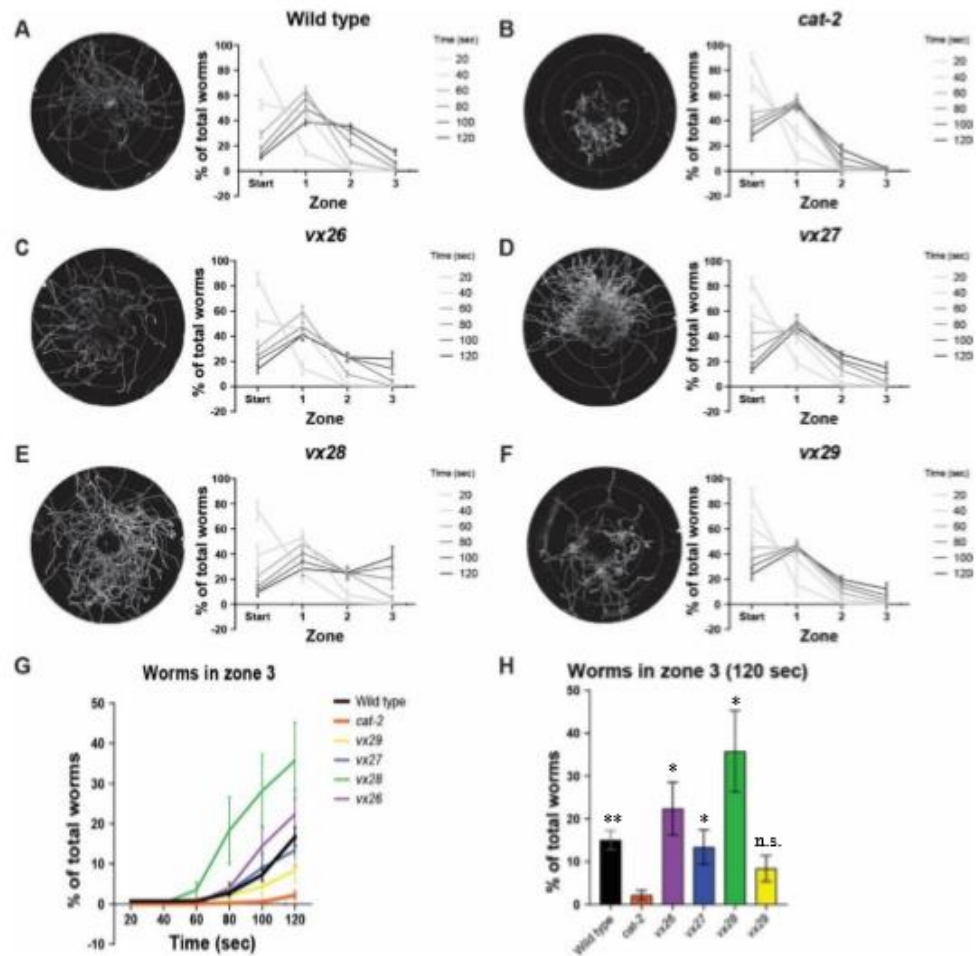 A
Wild type
% of total worms
100
80
60
40
20
0
-20
Start
1
2
3
Zone
Time (sec)
20
40
60
80
100
120
B
cat-2
% of total worms
100
80
60
40
20
0
-20
Start
1
2
3
Zone
Time (sec)
20
40
60
80
100
120
C
vx26
% of total worms
100
80
60
40
20
0
-20
Start
1
2
3
Zone
Time (sec)
20
40
60
80
100
120
D
vx27
% of total worms
100
80
60
40
20
0
-20
Start
1
2
3
Zone
Time (sec)
20
40
60
80
100
120
E
vx28
% of total worms
100
80
60
40
20
0
-20
Start
1
2
3
Zone
Time (sec)
20
40
60
80
100
120
F
vx29
% of total worms
100
80
60
40
20
0
-20
Start
1
2
3
Zone
Time (sec)
20
40
60
80
100
120
G
Worms in zone 3
% of total worms
50
40
30
20
10
0
-10
20
40
60
80
100
120
Time (sec)
Wild type
cat-2
vx29
vx27
vx28
vx26
H
Worms in zone 3 (120 sec)
% of total worms
50
40
30
20
10
0
**
*
*
*
n.s.
Wild type
cat-2
vx26
vx27
vx28
vx29